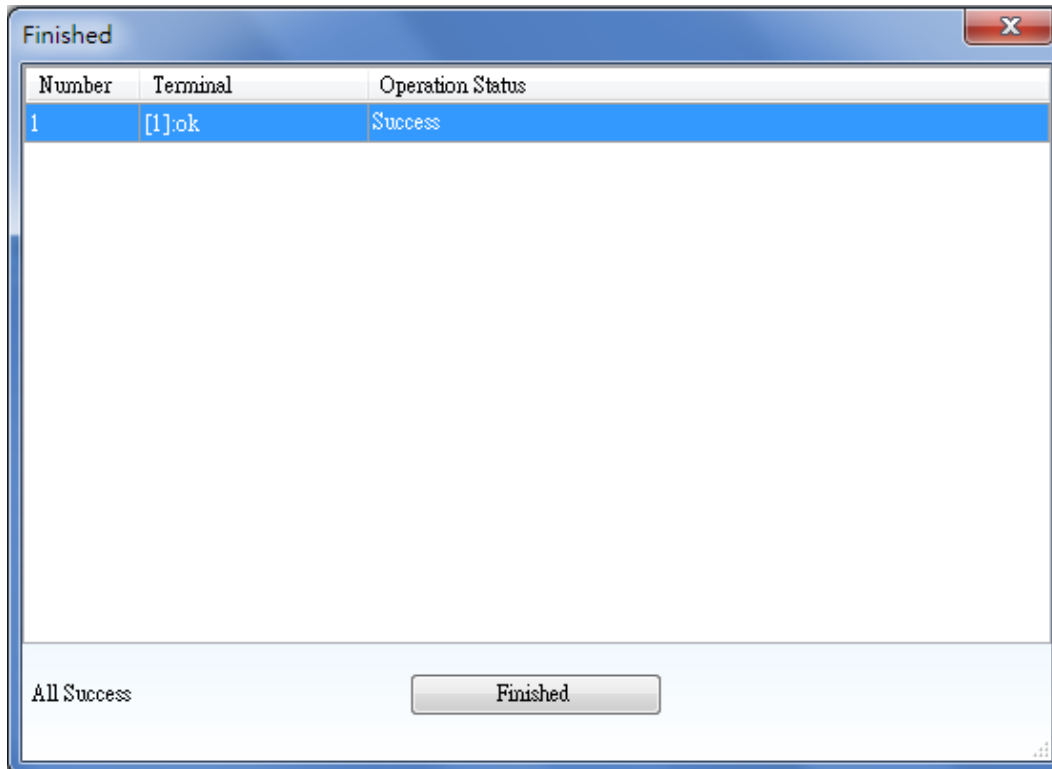 Finished
Number Terminal Operation Status
1 [1]:ok Success
All Success Finished